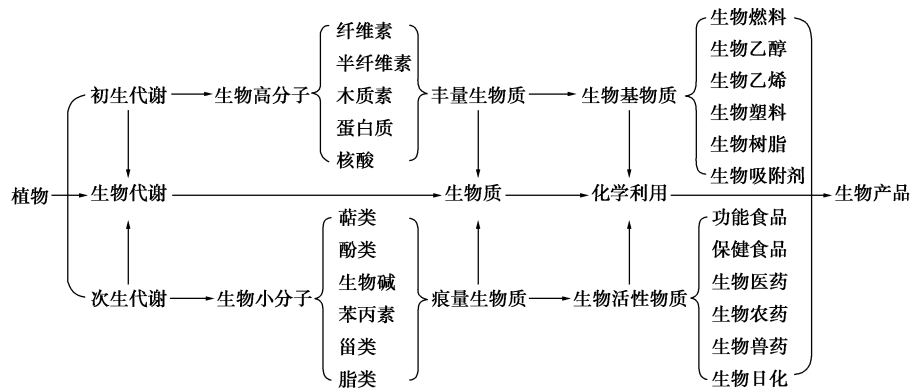 初生代谢
生物高分子
纤维素
半纤维素
木质素
蛋白质
核酸
丰量生物质
生物基物质
生物燃料
生物乙醇
生物乙烯
生物塑料
生物树脂
生物吸附剂
植物
生物代谢
生物质
化学利用
生物产品
次生代谢
生物小分子
萜类
酚类
生物碱
苯丙素
甾类
脂类
痕量生物质
生物活性物质
功能食品
保健食品
生物医药
生物农药
生物兽药
生物日化